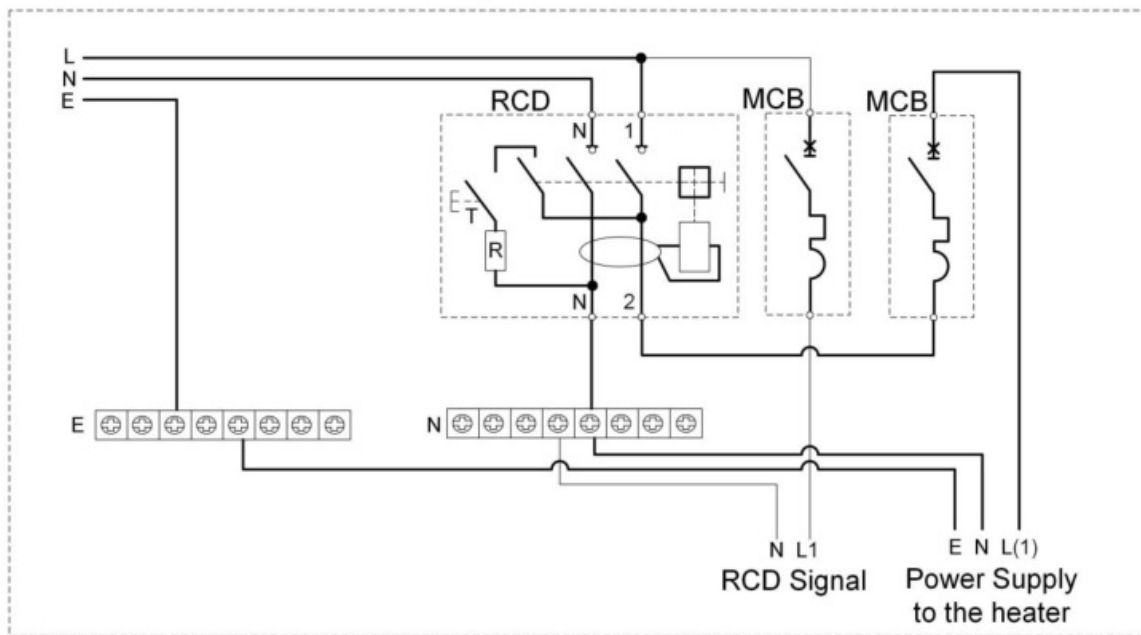 L
N
E
RCD
MCB
MCB
N
1
T
R
N
2
E
N
N L1
RCD Signal
E N L(1)
Power Supply
to the heater